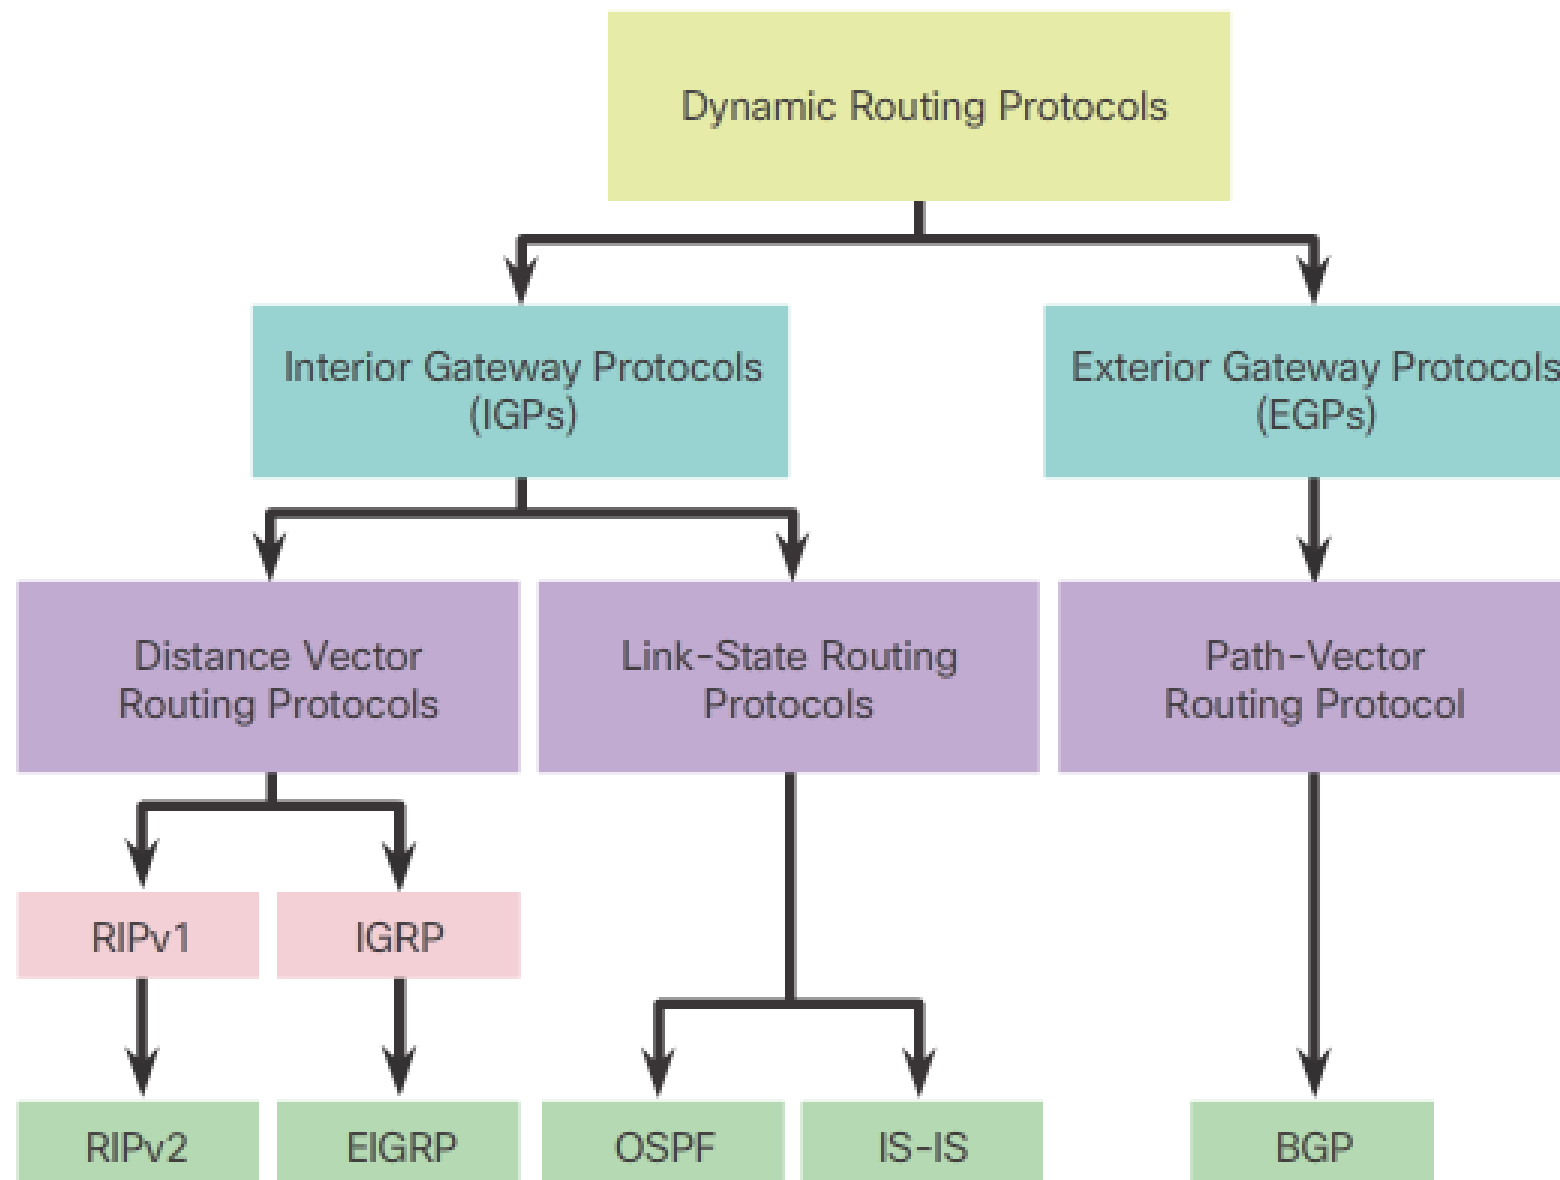 Dynamic Routing Protocols
Interior Gateway Protocols
(IGPs)
Exterior Gateway Protocols
(EGPs)
Distance Vector
Routing Protocols
Link-State Routing
Protocols
Path-Vector
Routing Protocol
RIPv1
IGRP
RIPv2
EIGRP
OSPF
IS-IS
BGP